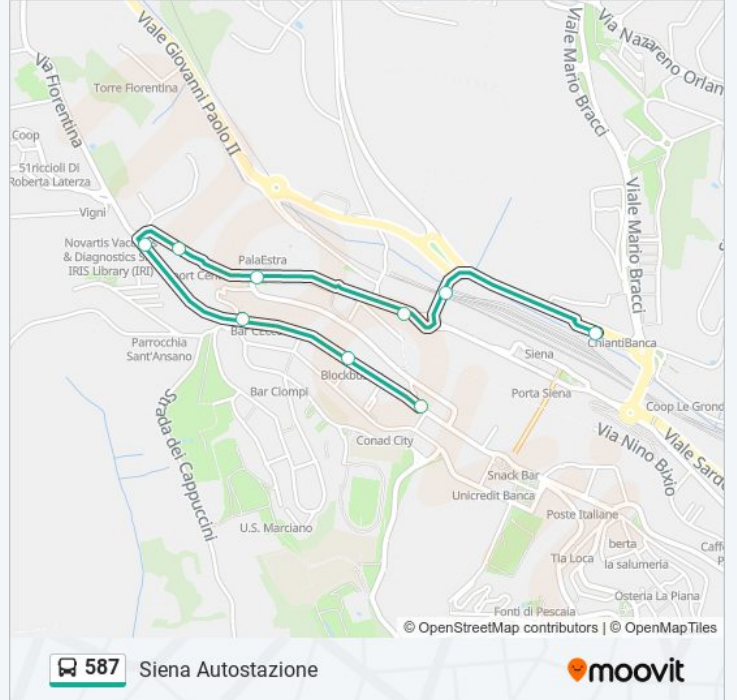 Viale Giovanni Paolo II
Via Fiorentina
Torre Fiorentina
Viale Mario Bracci
Via Nazareno Orlan
Coop
51riccioli Di
Roberta Laterza
Vigni
Viale Mario Bracci
Novartis Vac
& Diagnostics S
IRIS Library (IRI)
PalaEstra
port Cen
Parrocchia
Sant'Ansano
Bar
ChiantiBanca
Siena
Blockbu
Bar Ciompi
Porta Siena
Coop Le Grond
Strada dei Cappuccini
Conad City
Via Nino Bixio
Viale Sard
Snack Bar
Unicredit Banca
Poste Italiane
U.S. Marciano
berta
la salumeria
Tia Loca
Caff
P
Osteria La Piana
Fonti di Pescaia
© OpenStreetMap contributors | © OpenMapTiles
587 Siena Autostazione
moovit